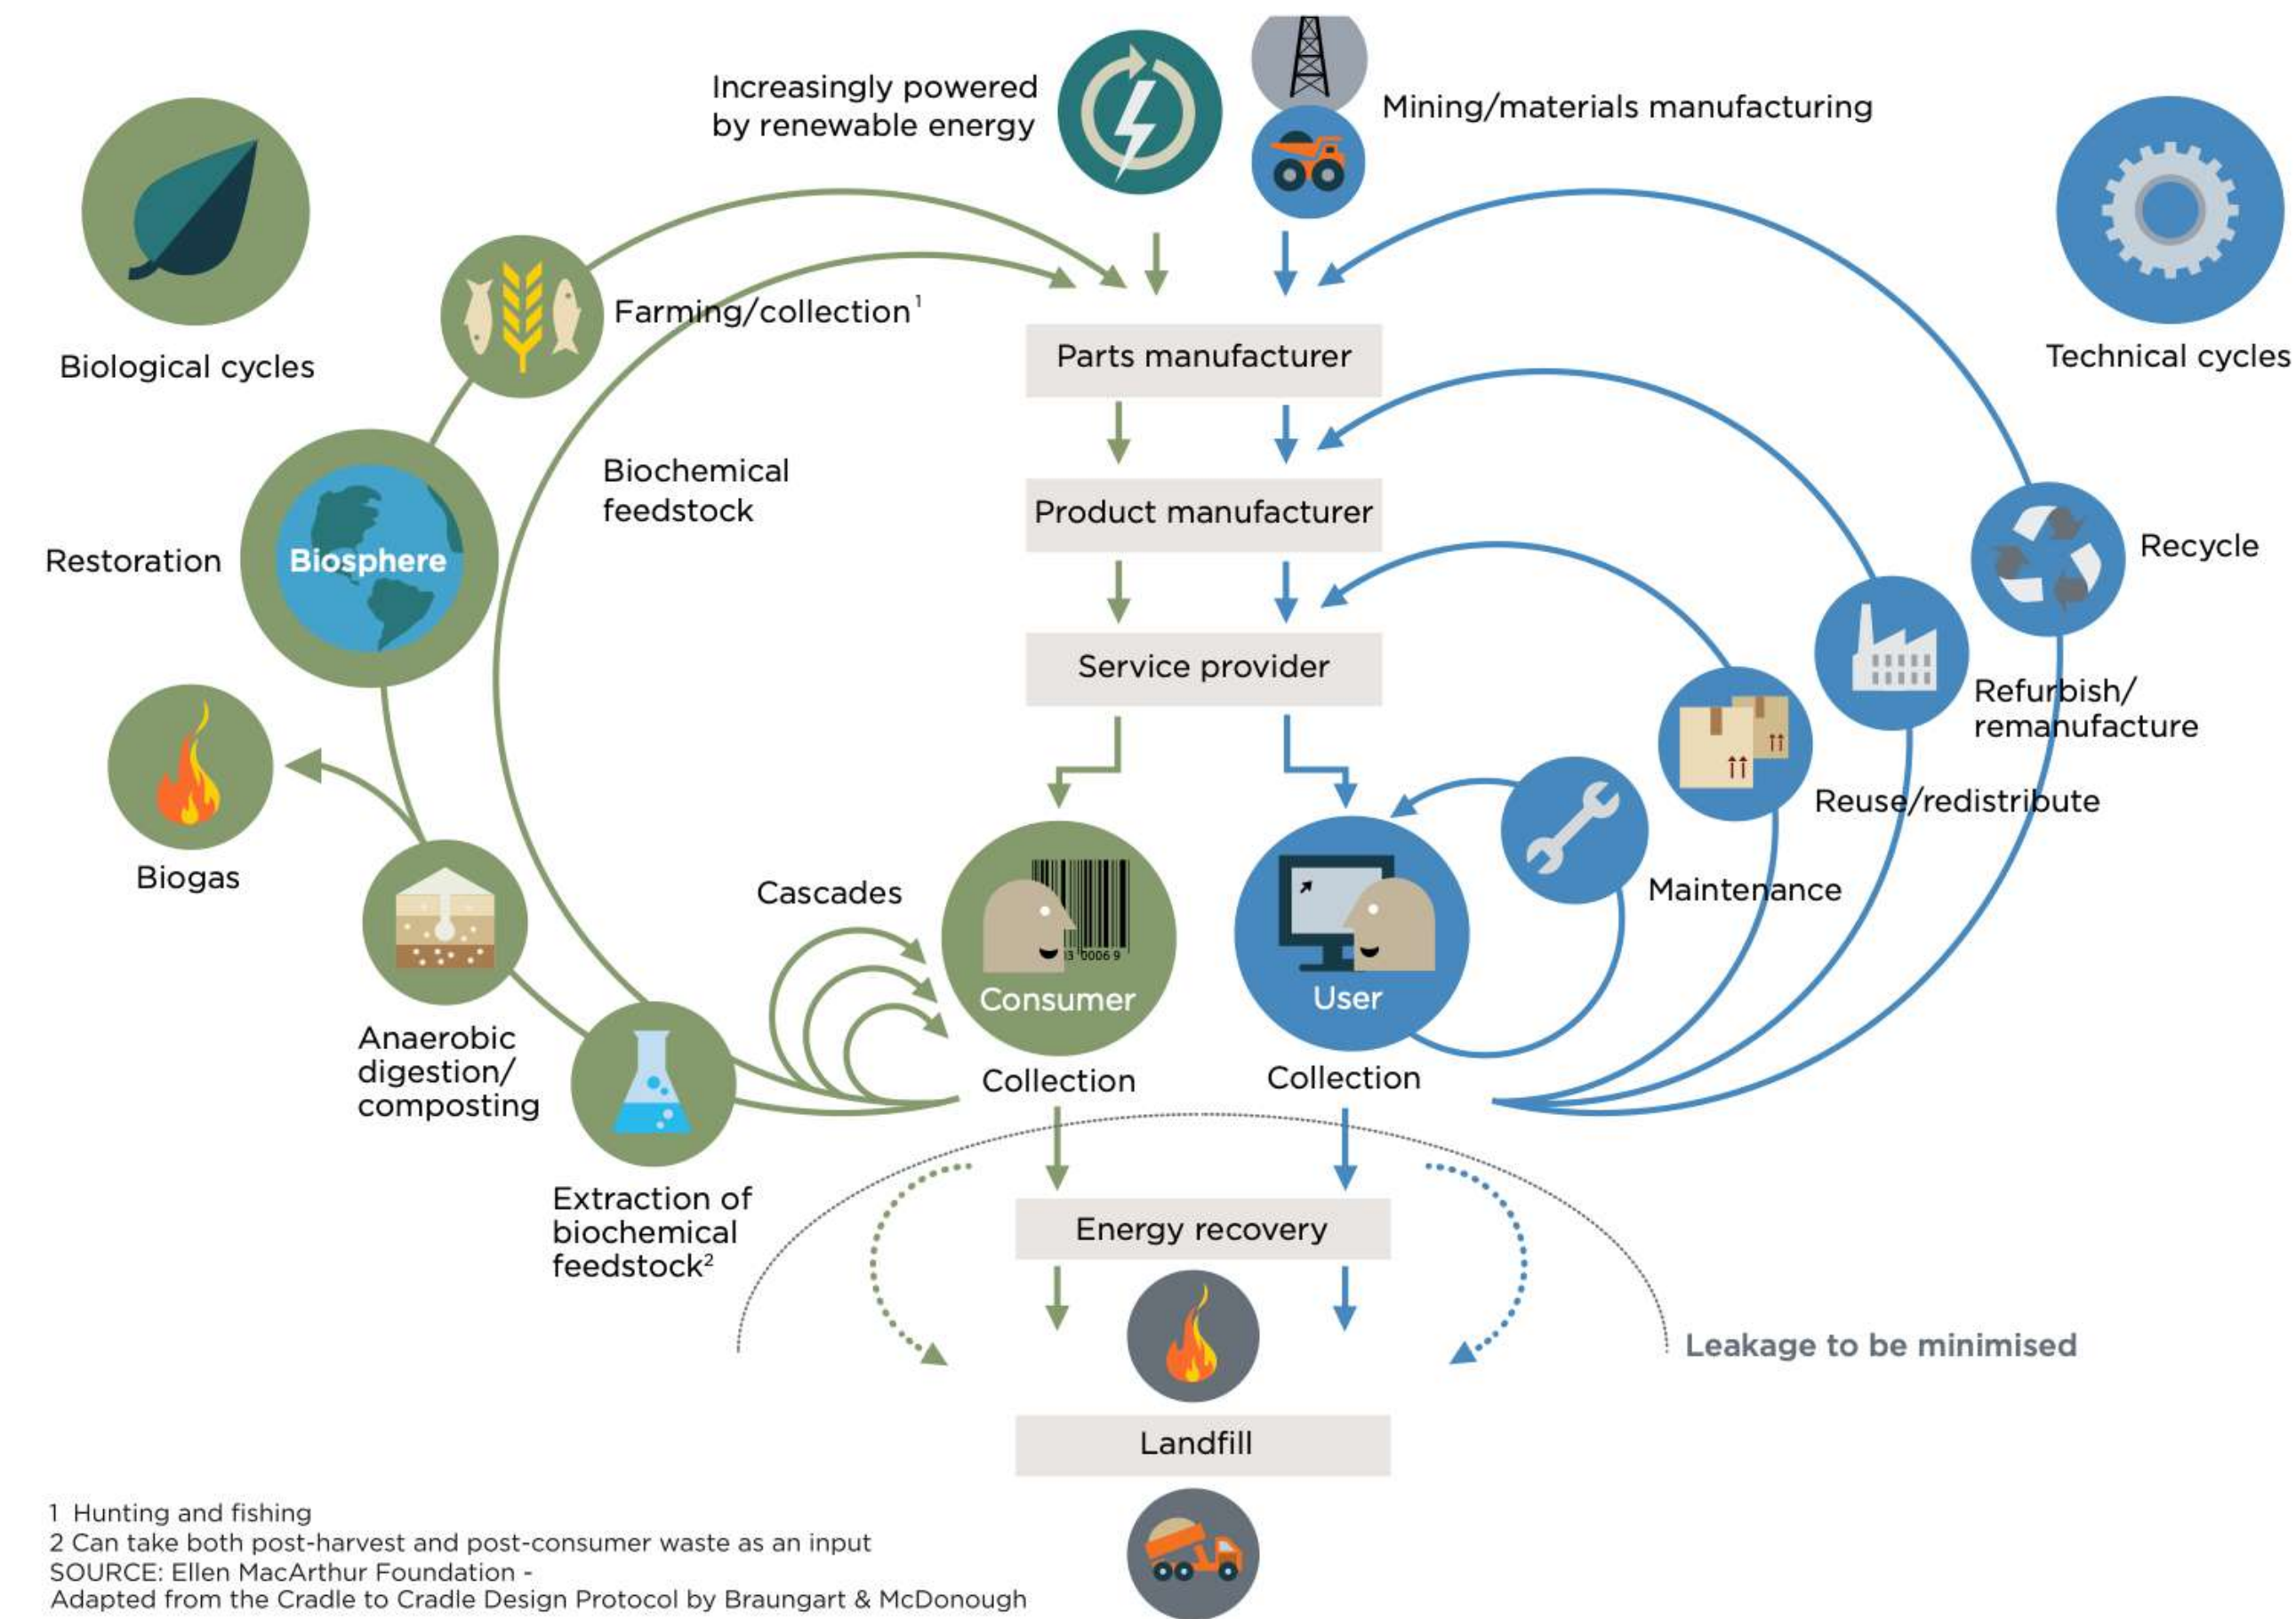 Increasingly powered
by renewable energy
Mining/materials manufacturing
Biological cycles
Technical cycles
Farming/collection¹
Parts manufacturer
Biochemical
feedstock
Product manufacturer
Restoration
Biosphere
Recycle
Service provider
Refurbish/
remanufacture
Reuse/redistribute
Biogas
Cascades
Maintenance
3 0006 9
Consumer
User
Anaerobic
digestion/
composting
Collection
Collection
Extraction of
biochemical
feedstock²
Energy recovery
Leakage to be minimised
Landfill
1 Hunting and fishing
2 Can take both post-harvest and post-consumer waste as an input
SOURCE: Ellen MacArthur Foundation -
Adapted from the Cradle to Cradle Design Protocol by Braungart & McDonough